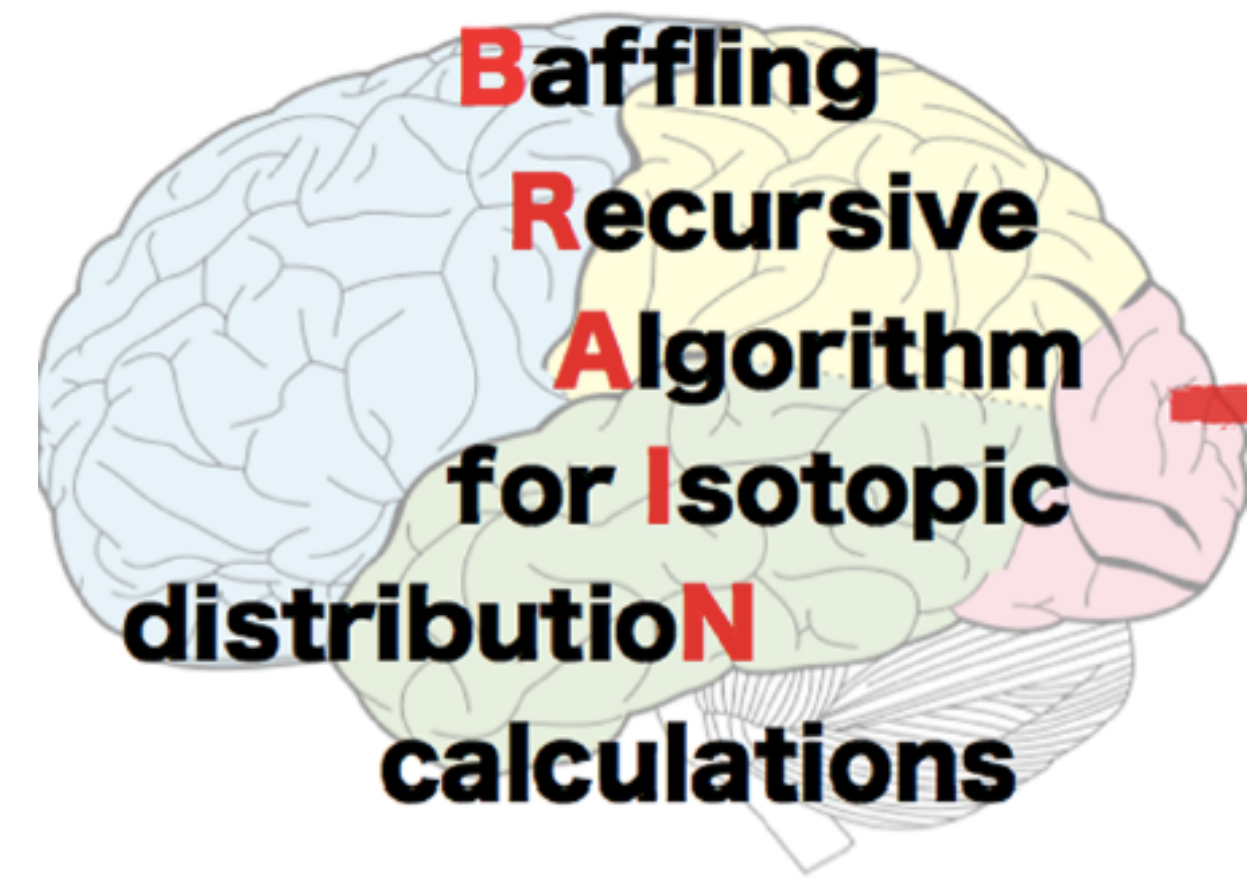 Baffling
Recursive
Algorithm
for Isotopic
distributioN
calculations